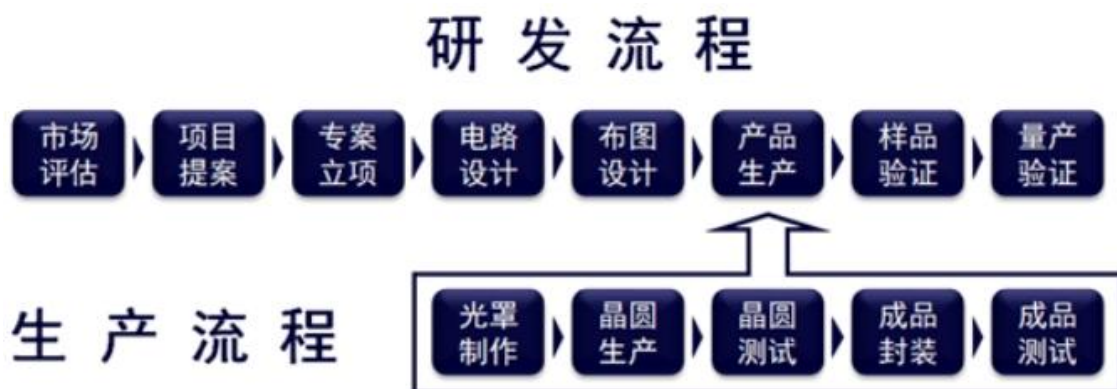 研发流程
市场 项目 专案 电路 布图 产品 样品 量产
评估 提案 立项 设计 设计 生产 验证 验证
光罩 晶圆 晶圆 成品 成品
生产流程
制作 生产 测试 封装 测试